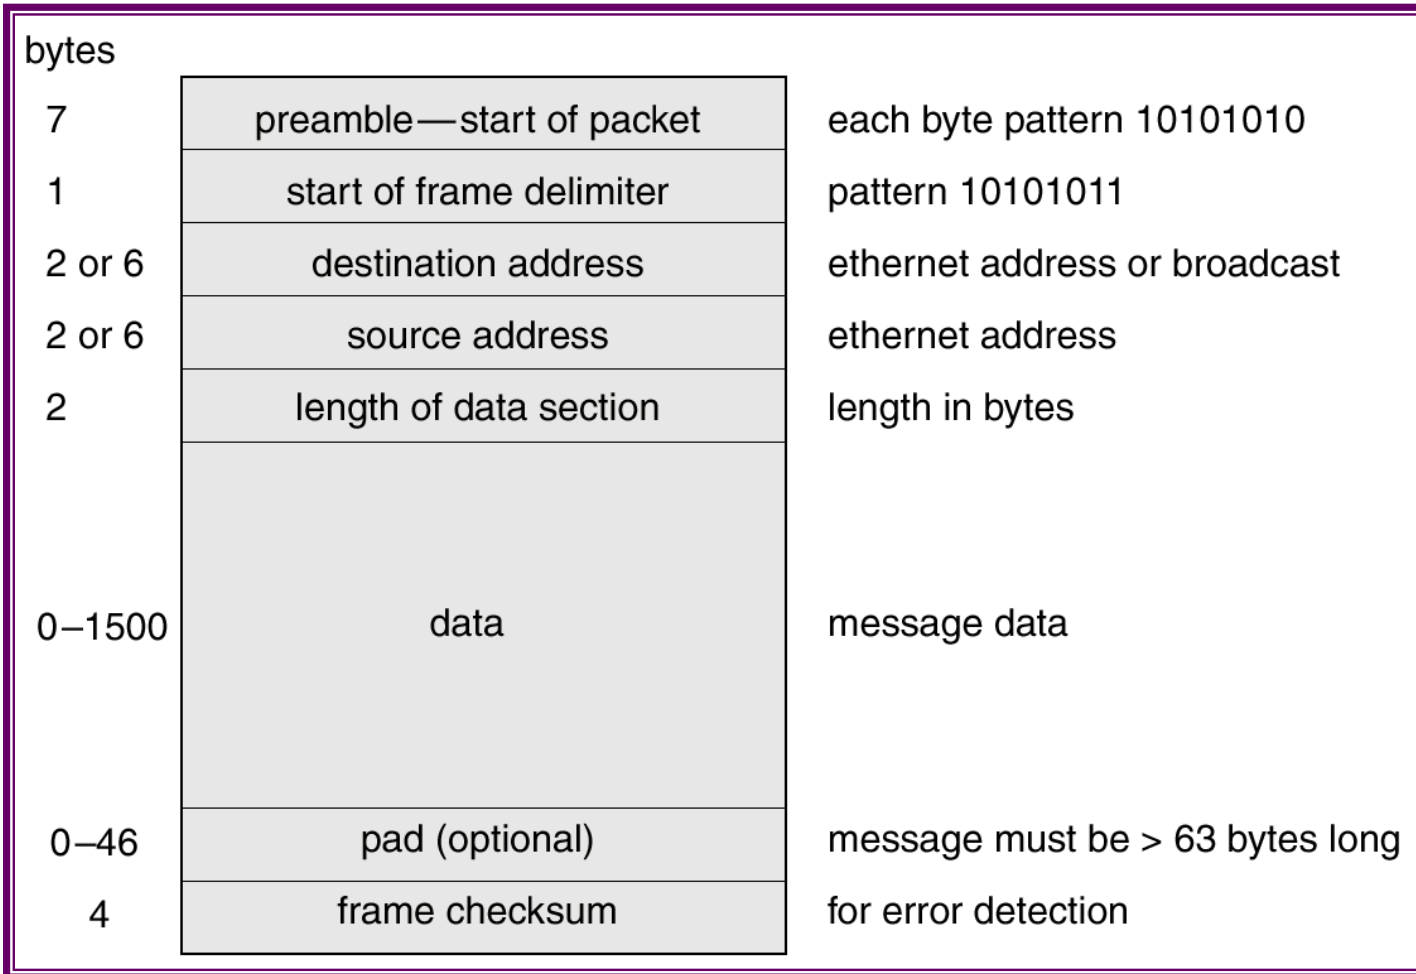 bytes
7 preamble—start of packet each byte pattern 10101010
1 start of frame delimiter pattern 10101011
2 or 6 destination address ethernet address or broadcast
2 or 6 source address ethernet address
2 length of data section length in bytes
0–1500 data message data
0–46 pad (optional) message must be > 63 bytes long
4 frame checksum for error detection